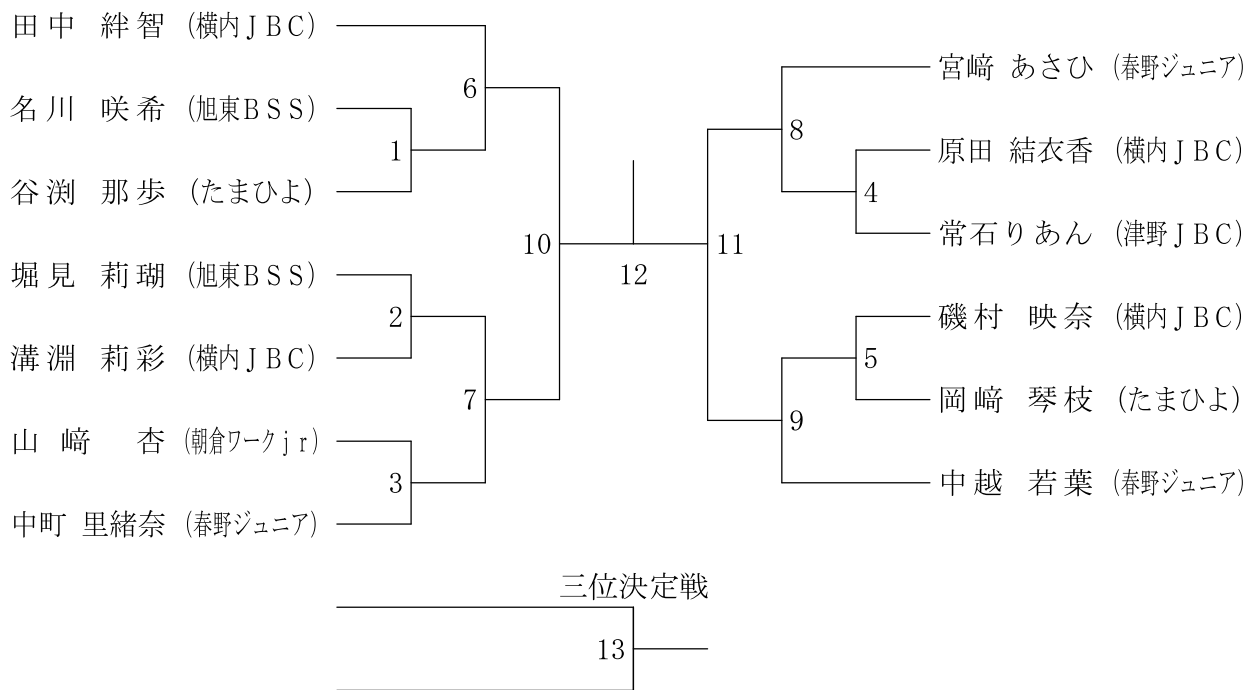 田中 絆智 (横内ＪＢＣ)
名川 咲希 (旭東ＢＳＳ)
谷渕 那歩 (たまひよ)
堀見 莉瑚 (旭東ＢＳＳ)
溝淵 莉彩 (横内ＪＢＣ)
山﨑 杏 (朝倉ワークｊｒ)
中町 里緒奈 (春野ジュニア)
6
1
2
7
3
10
12
11
8
4
5
9
宮﨑 あさひ (春野ジュニア)
原田 結衣香 (横内ＪＢＣ)
常石りあん (津野ＪＢＣ)
磯村 映奈 (横内ＪＢＣ)
岡﨑 琴枝 (たまひよ)
中越 若葉 (春野ジュニア)
三位決定戦
13